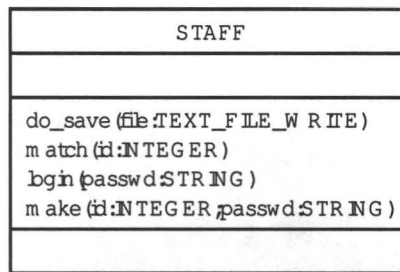 STAFF
do_save(file:TEXT_FILE_WRITE)
match(id:INTEGER)
login(passwd:STRING)
make(id:INTEGER;passwd:STRING)